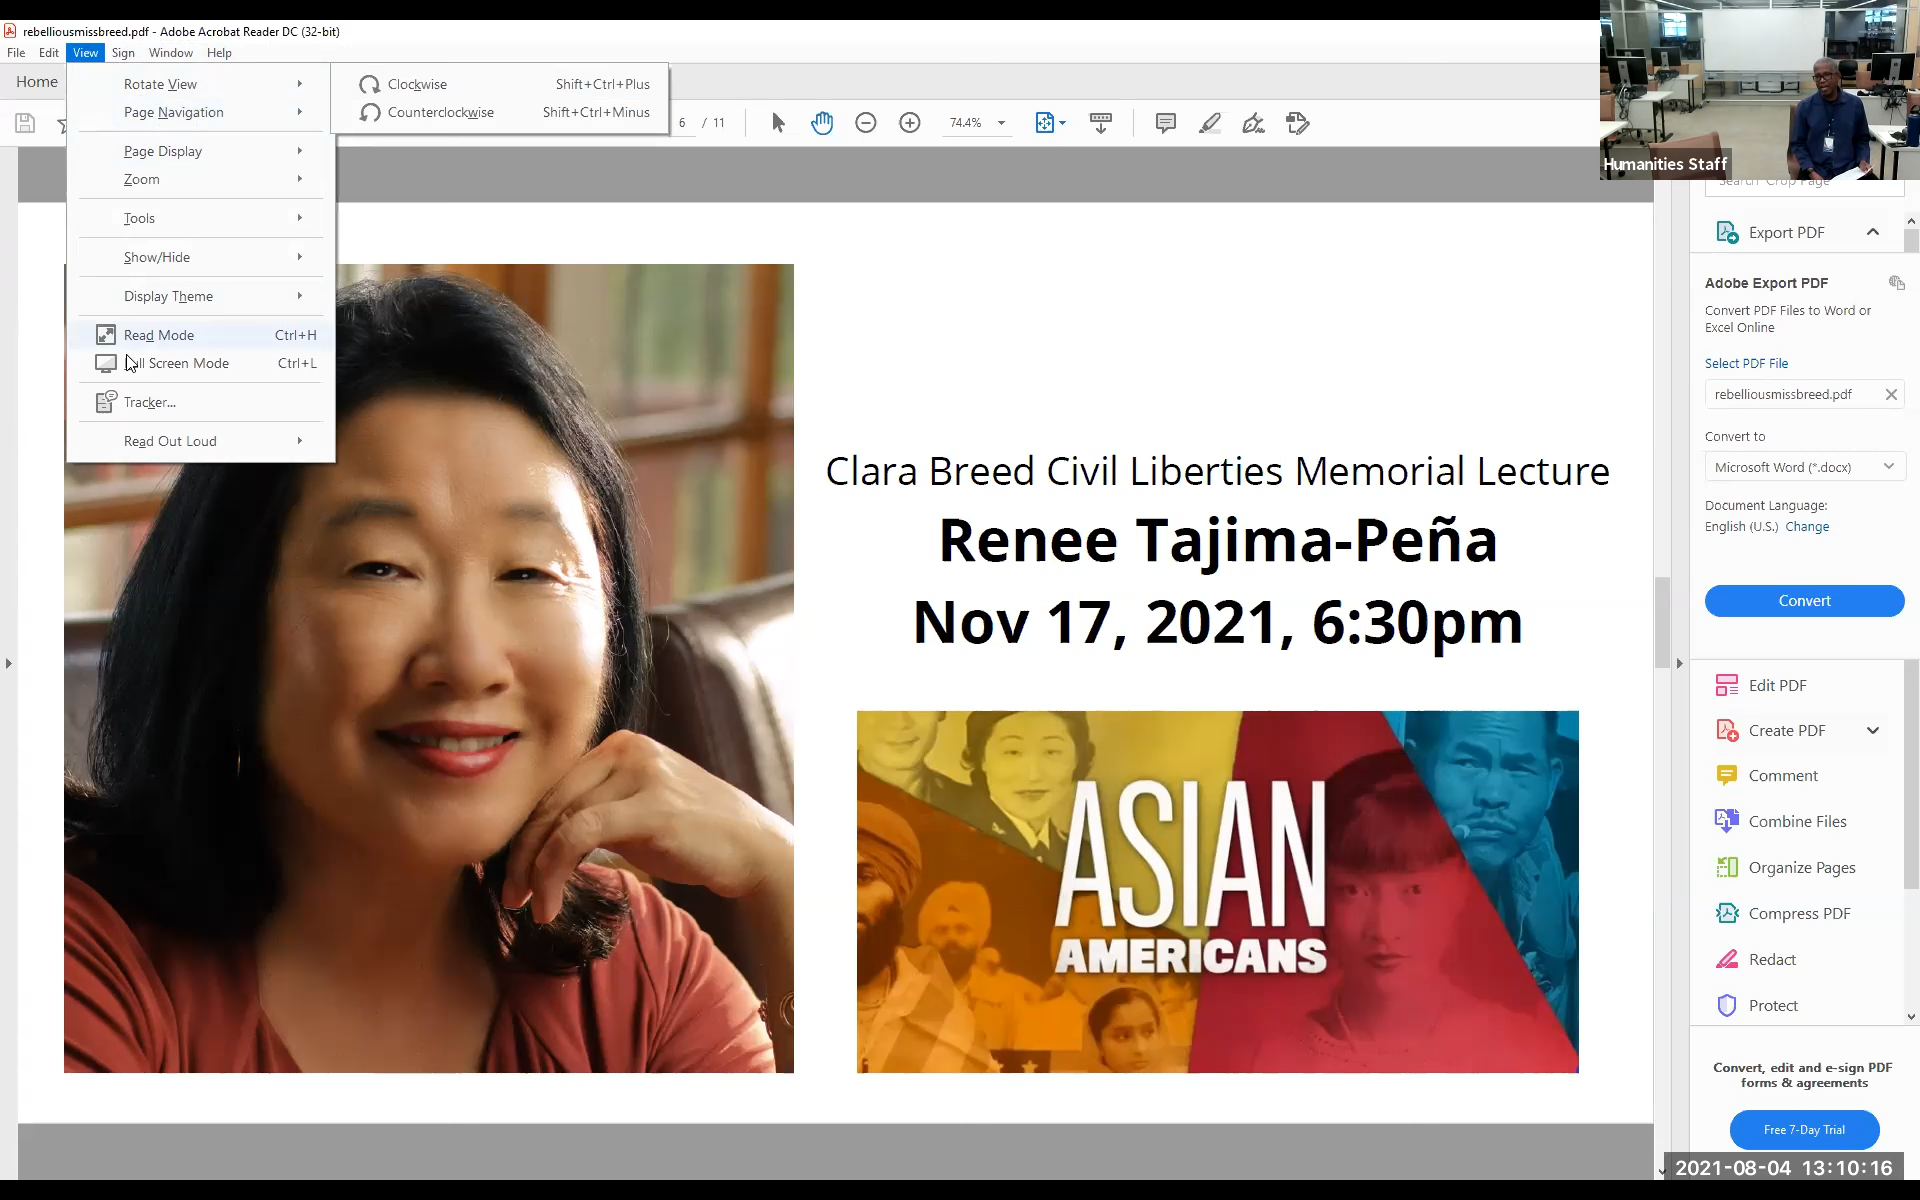 rebelliousmissbreed.pdf - Adobe Acrobat Reader DC (32-bit)
File Edit View Sign Window Help
Home
Rotate View
Clockwise Shift+Ctrl+Plus
Page Navigation
Counterclockwise Shift+Ctrl+Minus
6 / 11
74.4%
Page Display
Zoom
Tools
Show/Hide
Display Theme
Read Mode Ctrl+H
Screen Mode Ctrl+L
Tracker...
Read Out Loud
Clara Breed Civil Liberties Memorial Lecture
Renee Tajima-Peña
Nov 17, 2021, 6:30pm
ASIAN
AMERICANS
Humanities Staff
Search 'Crop Page'
Export PDF
Adobe Export PDF
Convert PDF Files to Word or
Excel Online
Select PDF File
rebelliousmissbreed.pdf
Convert to
Microsoft Word (*.docx)
Document Language:
English (U.S.) Change
Convert
Edit PDF
Create PDF
Comment
Combine Files
Organize Pages
Compress PDF
Redact
Protect
Convert, edit and e-sign PDF
forms & agreements
Free 7-Day Trial
2021-08-04 13:10:16